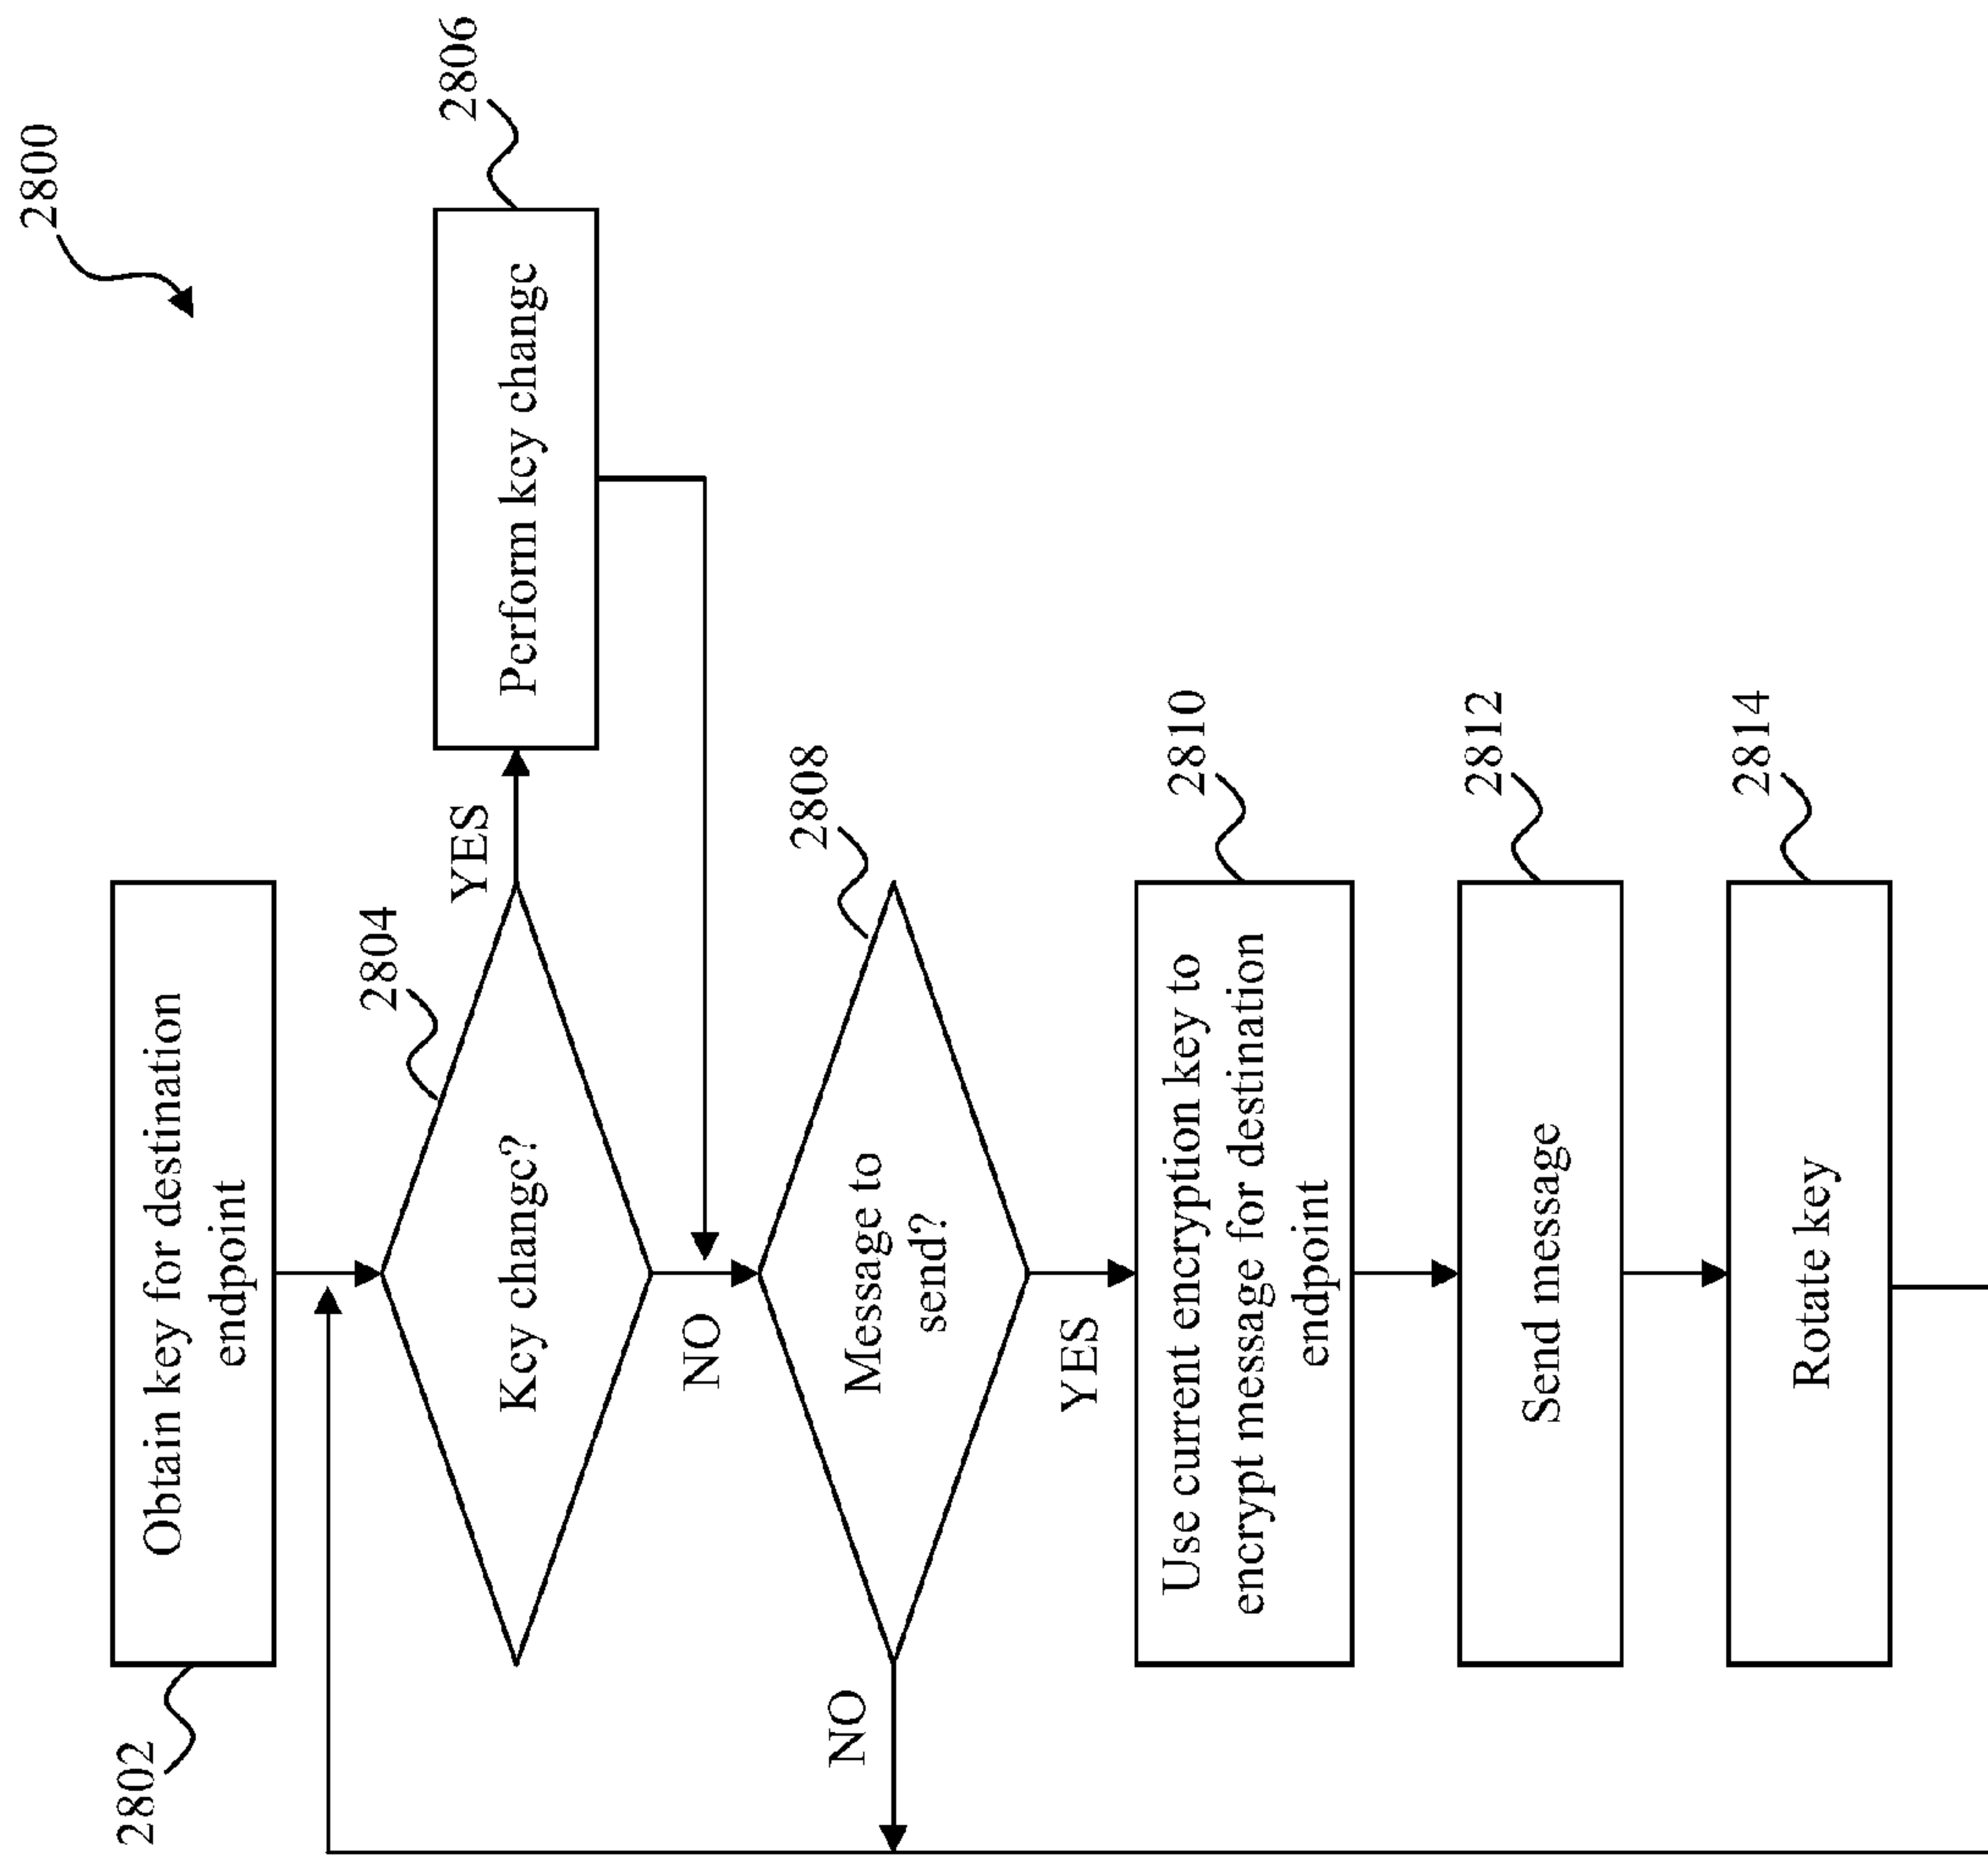 2800
2802
Obtain key for destination
endpoint
2804
Key change?
YES
2806
Perform key change
NO
2808
Message to
send?
NO
YES
2810
Use current encryption key to
encrypt message for destination
endpoint
2812
Send message
2814
Rotate key